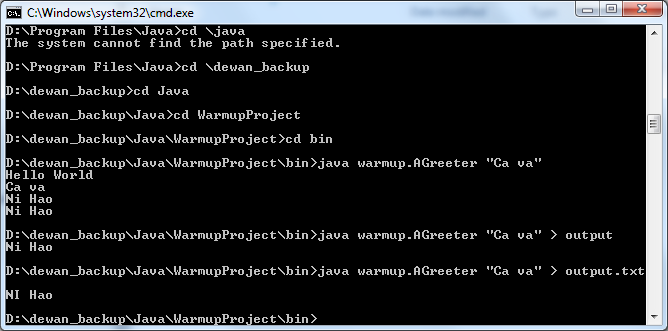 C:\Windows\system32\cmd.exe
D:\Program Files\Java>cd \java
The system cannot find the path specified.
D:\Program Files\Java>cd \dewan_backup
D:\dewan_backup>cd Java
D:\dewan_backup\Java>cd WarmupProject
D:\dewan_backup\Java\WarmupProject>cd bin
D:\dewan_backup\Java\WarmupProject\bin>java warmup.AGreeter "Ca va"
Hello World
Ca va
Ni Hao
Ni Hao
D:\dewan_backup\Java\WarmupProject\bin>java warmup.AGreeter "Ca va" > output
Ni Hao
D:\dewan_backup\Java\WarmupProject\bin>java warmup.AGreeter "Ca va" > output.txt
NI Hao
D:\dewan_backup\Java\WarmupProject\bin>